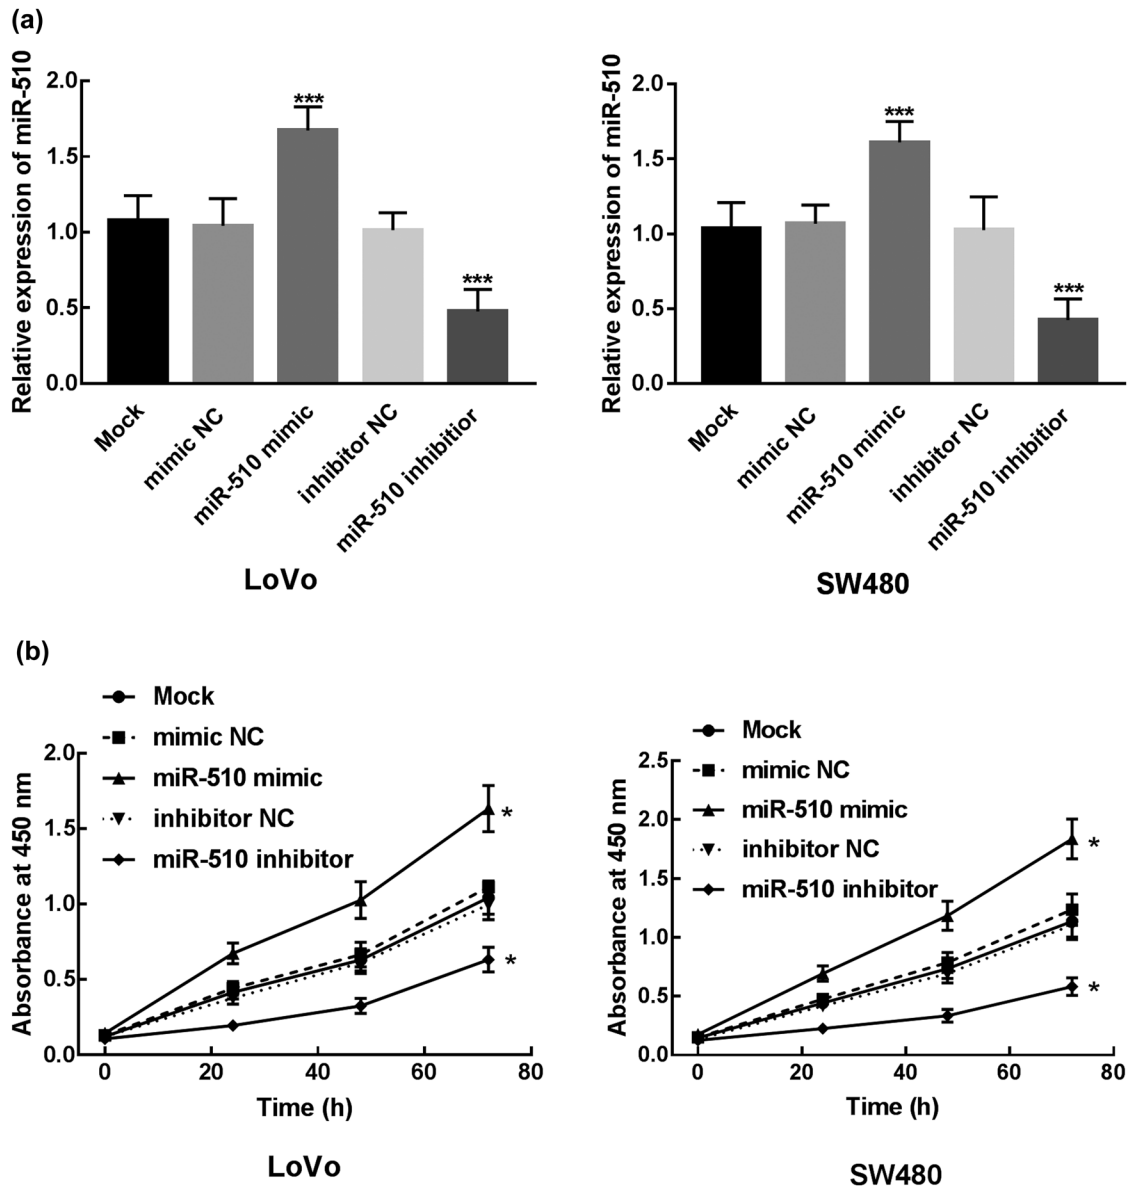 (a)
Relative expression of miR-510
2.0
1.5
1.0
0.5
0.0
***
***
Mock
mimic NC
miR-510 mimic
inhibitor NC
miR-510 inhibitior
LoVo
Relative expression of miR-510
2.0
1.5
1.0
0.5
0.0
***
***
Mock
mimic NC
miR-510 mimic
inhibitor NC
miR-510 inhibitior
SW480
(b)
Mock
mimic NC
miR-510 mimic
inhibitor NC
miR-510 inhibitor
Absorbance at 450 nm
2.0
1.5
1.0
0.5
0.0
*
*
0 20 40 60 80
Time (h)
LoVo
Mock
mimic NC
miR-510 mimic
inhibitor NC
miR-510 inhibitor
Absorbance at 450 nm
2.5
2.0
1.5
1.0
0.5
0.0
*
*
0 20 40 60 80
Time (h)
SW480